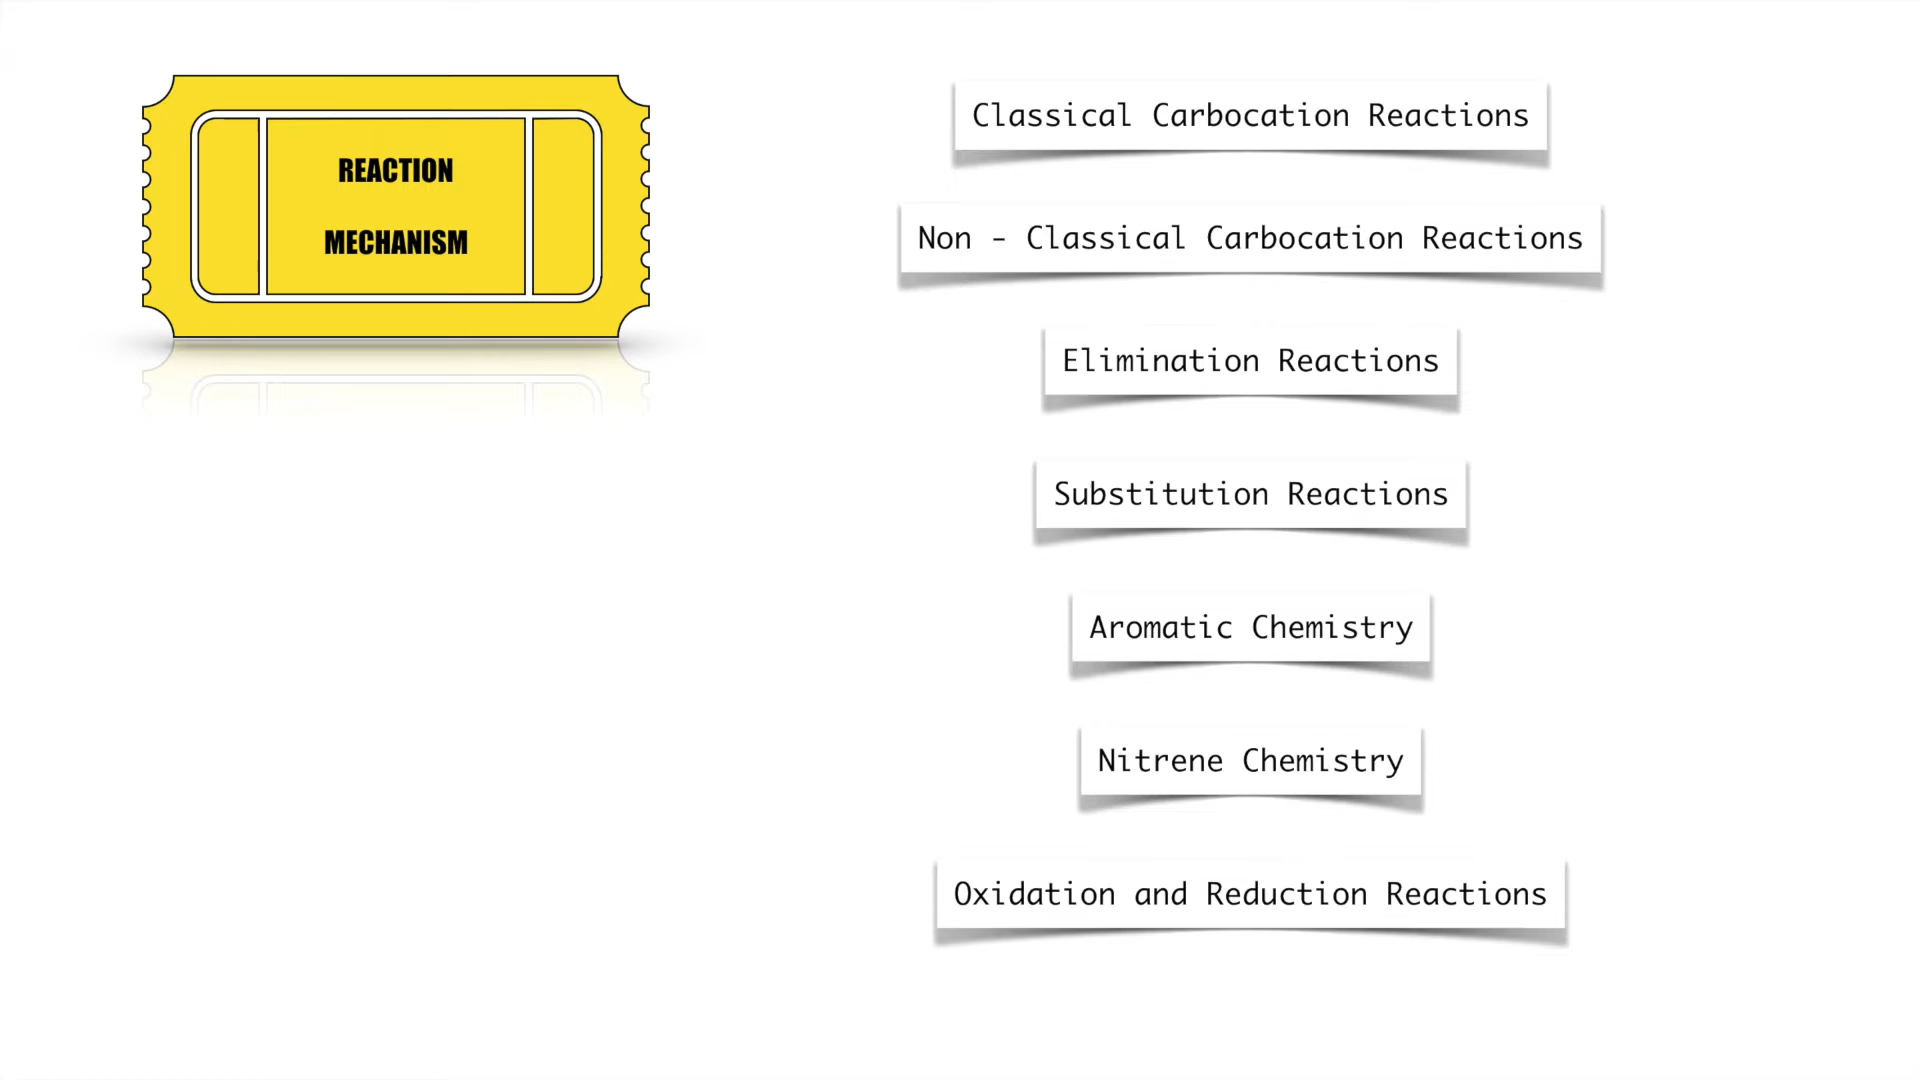 REACTION
MECHANISM
Classical Carbocation Reactions
Non - Classical Carbocation Reactions
Elimination Reactions
Substitution Reactions
Aromatic Chemistry
Nitrene Chemistry
Oxidation and Reduction Reactions